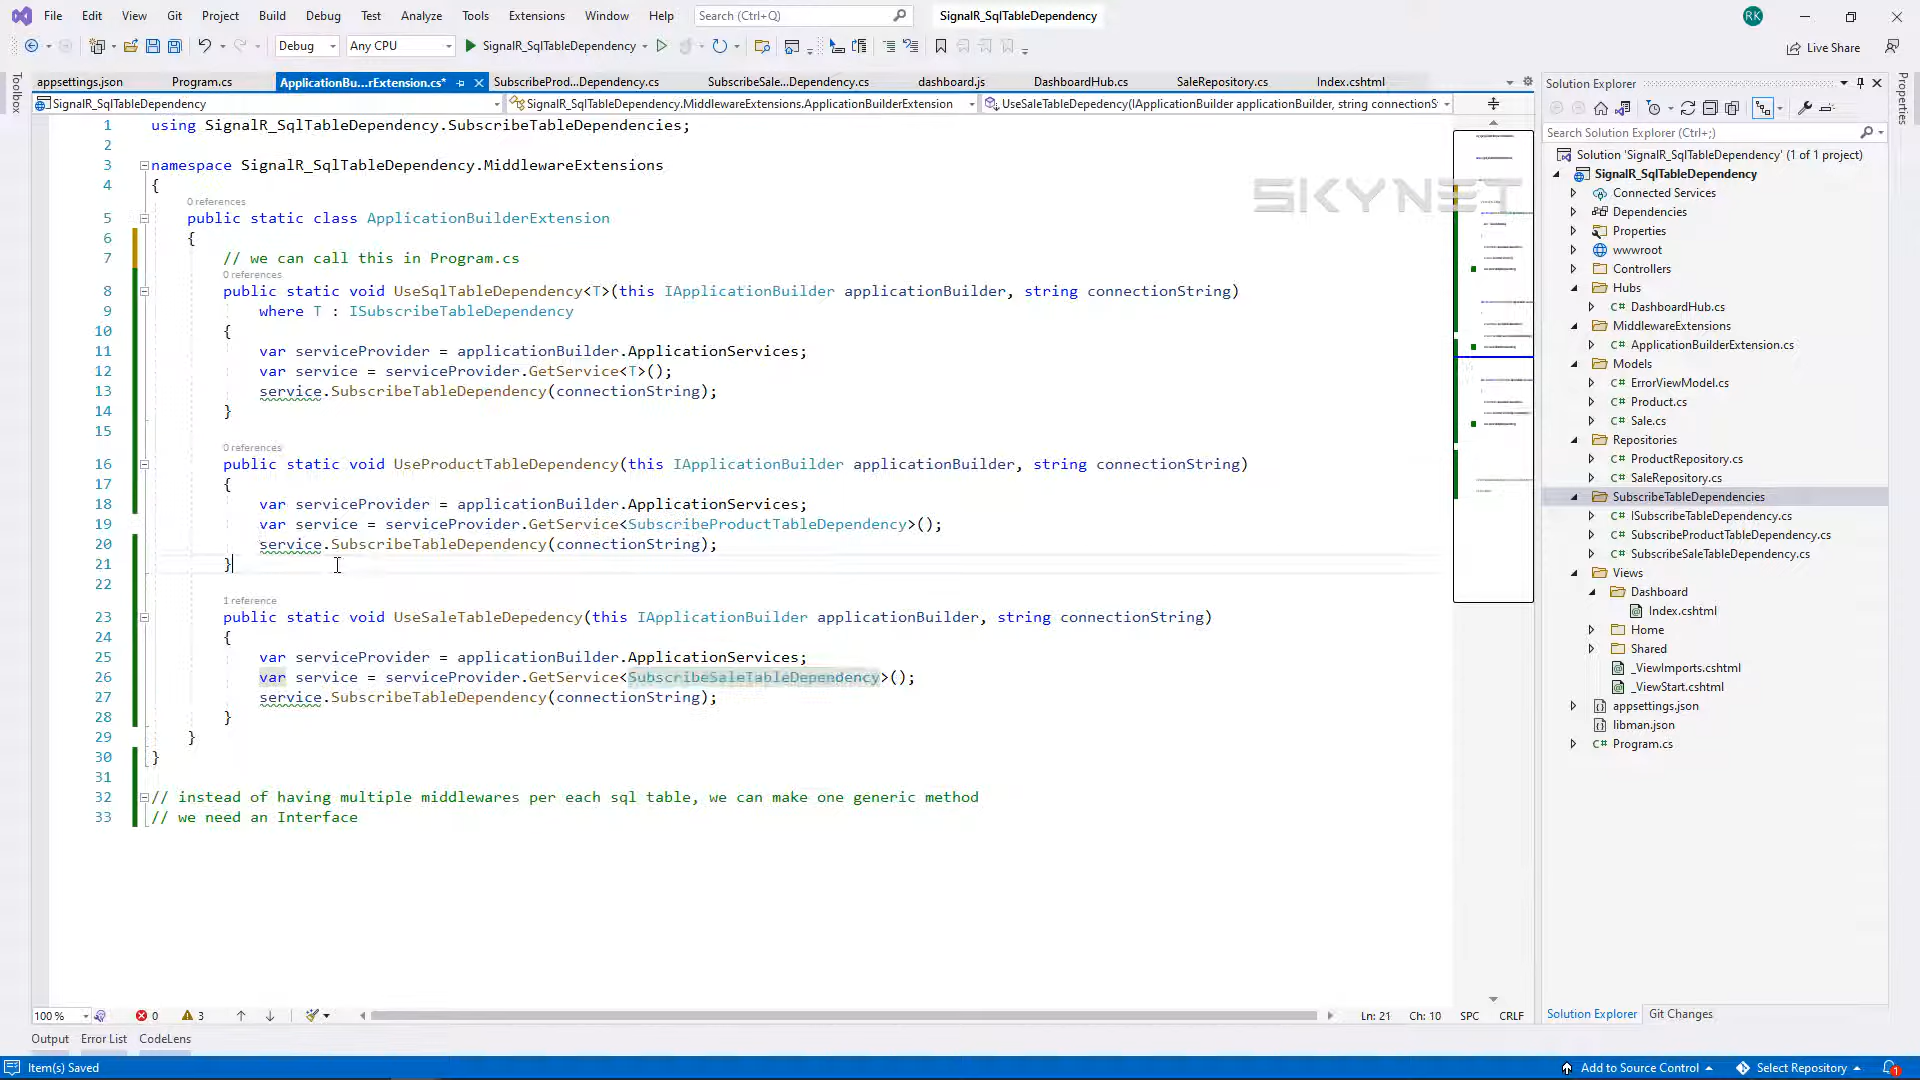 File Edit View Git Project Build Debug Test Analyze Tools Extensions Window Help Search (Ctrl+Q) SignalR_SqlTableDependency RK
Debug Any CPU SignalR_SqlTableDependency Live Share
appsettings.json Program.cs ApplicationBu...rExtension.cs* SubscribeProd...Dependency.cs SubscribeSale...Dependency.cs dashboard.js DashboardHub.cs SaleRepository.cs Index.cshtml
SignalR_SqlTableDependency SignalR_SqlTableDependency.MiddlewareExtensions.ApplicationBuilderExtension UseSaleTableDepedency(IApplicationBuilder applicationBuilder, string connectionS
Toolbox
1 using SignalR_SqlTableDependency.SubscribeTableDependencies;
2
3 namespace SignalR_SqlTableDependency.MiddlewareExtensions
4 {
0 references
5 public static class ApplicationBuilderExtension
6 {
7 // we can call this in Program.cs
0 references
8 public static void UseSqlTableDependency<T>(this IApplicationBuilder applicationBuilder, string connectionString)
9 where T : ISubscribeTableDependency
10 {
11 var serviceProvider = applicationBuilder.ApplicationServices;
12 var service = serviceProvider.GetService<T>();
13 service.SubscribeTableDependency(connectionString);
14 }
15
0 references
16 public static void UseProductTableDependency(this IApplicationBuilder applicationBuilder, string connectionString)
17 {
18 var serviceProvider = applicationBuilder.ApplicationServices;
19 var service = serviceProvider.GetService<SubscribeProductTableDependency>();
20 service.SubscribeTableDependency(connectionString);
21 }
22
1 reference
23 public static void UseSaleTableDepedency(this IApplicationBuilder applicationBuilder, string connectionString)
24 {
25 var serviceProvider = applicationBuilder.ApplicationServices;
26 var service = serviceProvider.GetService<SubscribeSaleTableDependency>();
27 service.SubscribeTableDependency(connectionString);
28 }
29 }
30 }
31
32 // instead of having multiple middlewares per each sql table, we can make one generic method
33 // we need an Interface
SKYNET
100 % 0 3 Ln: 21 Ch: 10 SPC CRLF
Output Error List CodeLens
Solution Explorer
Search Solution Explorer (Ctrl+;)
Solution 'SignalR_SqlTableDependency' (1 of 1 project)
SignalR_SqlTableDependency
Connected Services
Dependencies
Properties
wwwroot
Controllers
Hubs
C# DashboardHub.cs
MiddlewareExtensions
C# ApplicationBuilderExtension.cs
Models
C# ErrorViewModel.cs
C# Product.cs
C# Sale.cs
Repositories
C# ProductRepository.cs
C# SaleRepository.cs
SubscribeTableDependencies
C# ISubscribeTableDependency.cs
C# SubscribeProductTableDependency.cs
C# SubscribeSaleTableDependency.cs
Views
Dashboard
Index.cshtml
Home
Shared
_ViewImports.cshtml
_ViewStart.cshtml
appsettings.json
libman.json
C# Program.cs
Solution Explorer Git Changes
Properties
Item(s) Saved Add to Source Control Select Repository 1